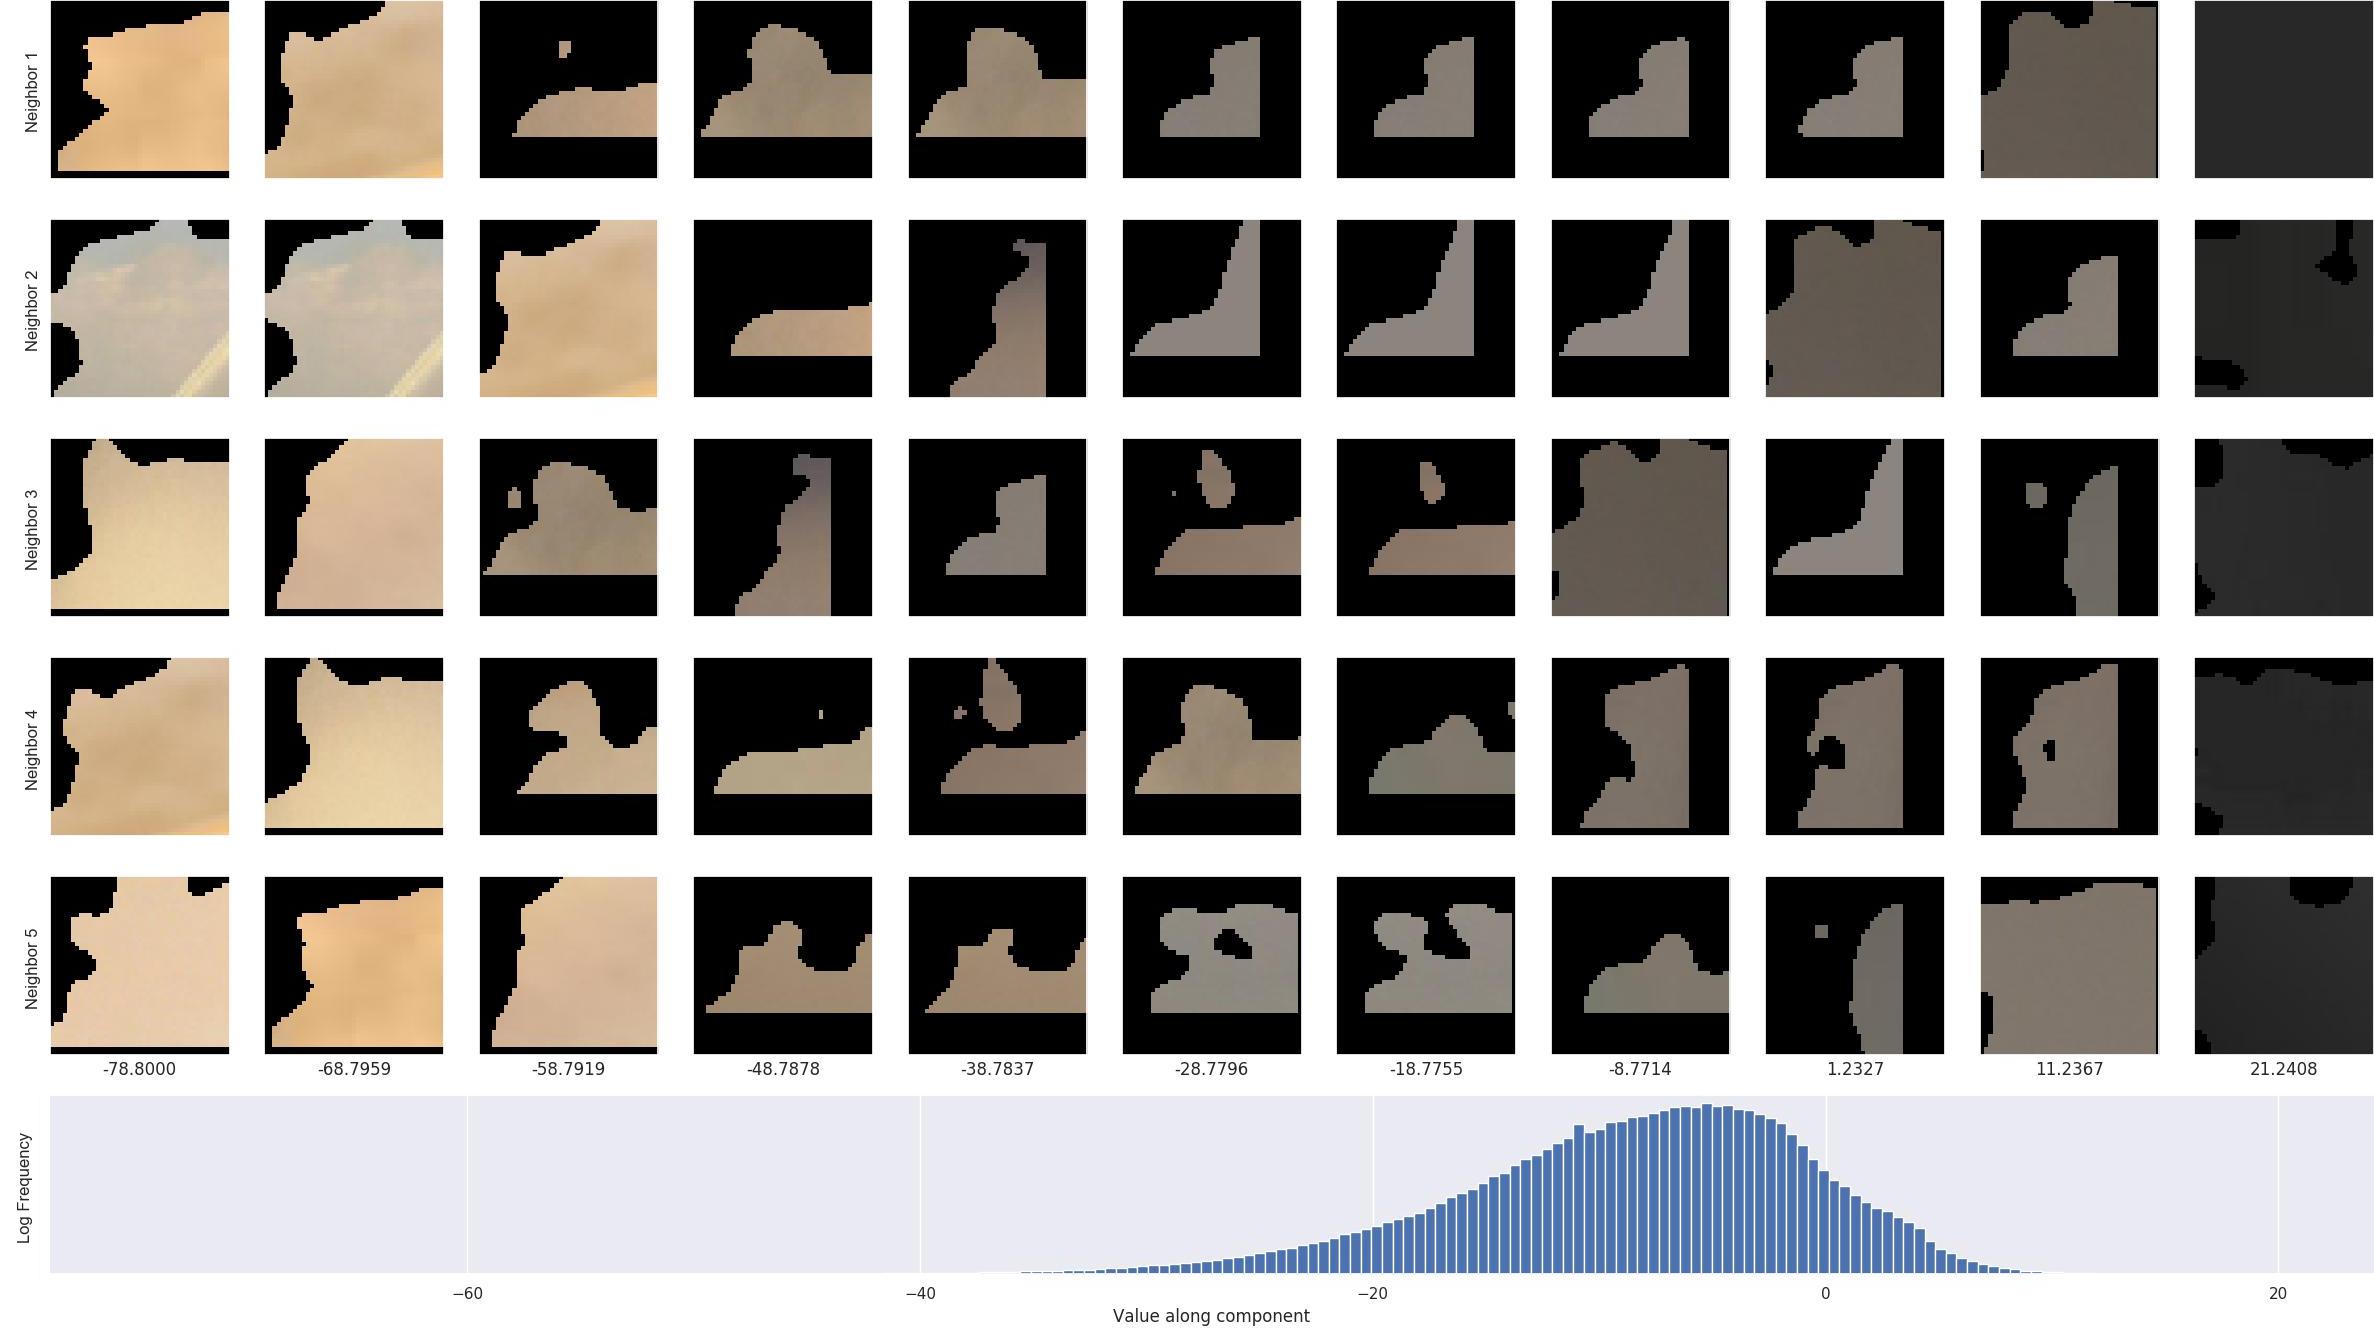 Neighbor 1
Neighbor 2
Neighbor 3
Neighbor 4
Neighbor 5
-78.8000 -68.7959 -58.7919 -48.7878 -38.7837 -28.7796 -18.7755 -8.7714 1.2327 11.2367 21.2408
Log Frequency
−60 −40 −20 0 20
Value along component